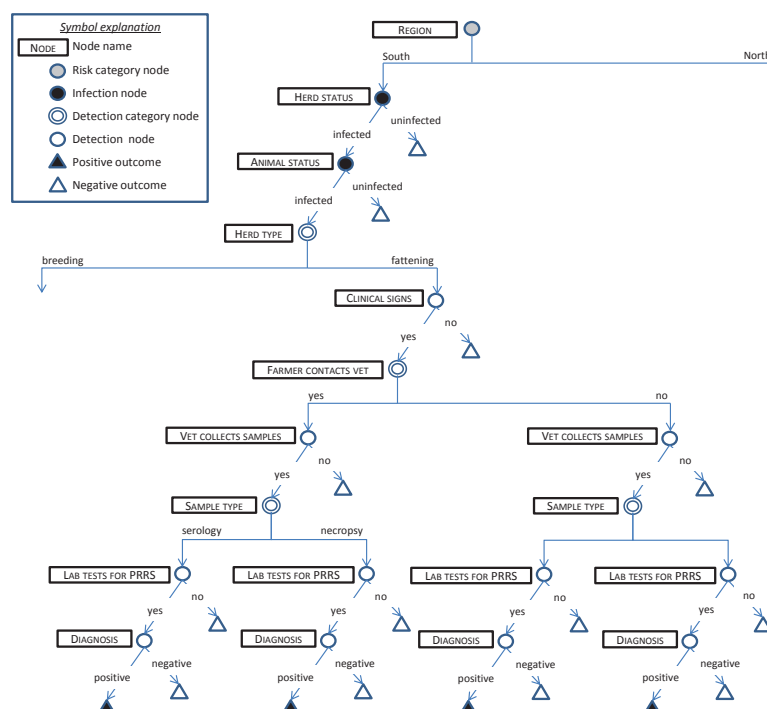 Symbol explanation
NODE Node name
Risk category node
Infection node
Detection category node
Detection node
Positive outcome
Negative outcome
REGION
South North
HERD STATUS
infected uninfected
ANIMAL STATUS
infected uninfected
HERD TYPE
breeding fattening
CLINICAL SIGNS
yes no
FARMER CONTACTS VET
yes no
VET COLLECTS SAMPLES VET COLLECTS SAMPLES
yes no yes no
SAMPLE TYPE SAMPLE TYPE
serology necropsy
LAB TESTS FOR PRRS LAB TESTS FOR PRRS LAB TESTS FOR PRRS LAB TESTS FOR PRRS
yes no yes no yes no yes no
DIAGNOSIS DIAGNOSIS DIAGNOSIS DIAGNOSIS
positive negative positive negative positive negative positive negative